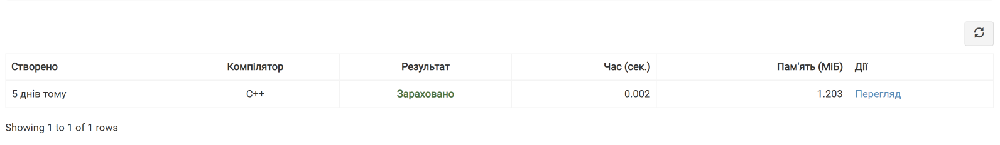 Створено Компілятор Результат Час (сек.) Пам'ять (МіБ) Дії
5 днів тому C++ Зараховано 0.002 1.203 Перегляд
Showing 1 to 1 of 1 rows